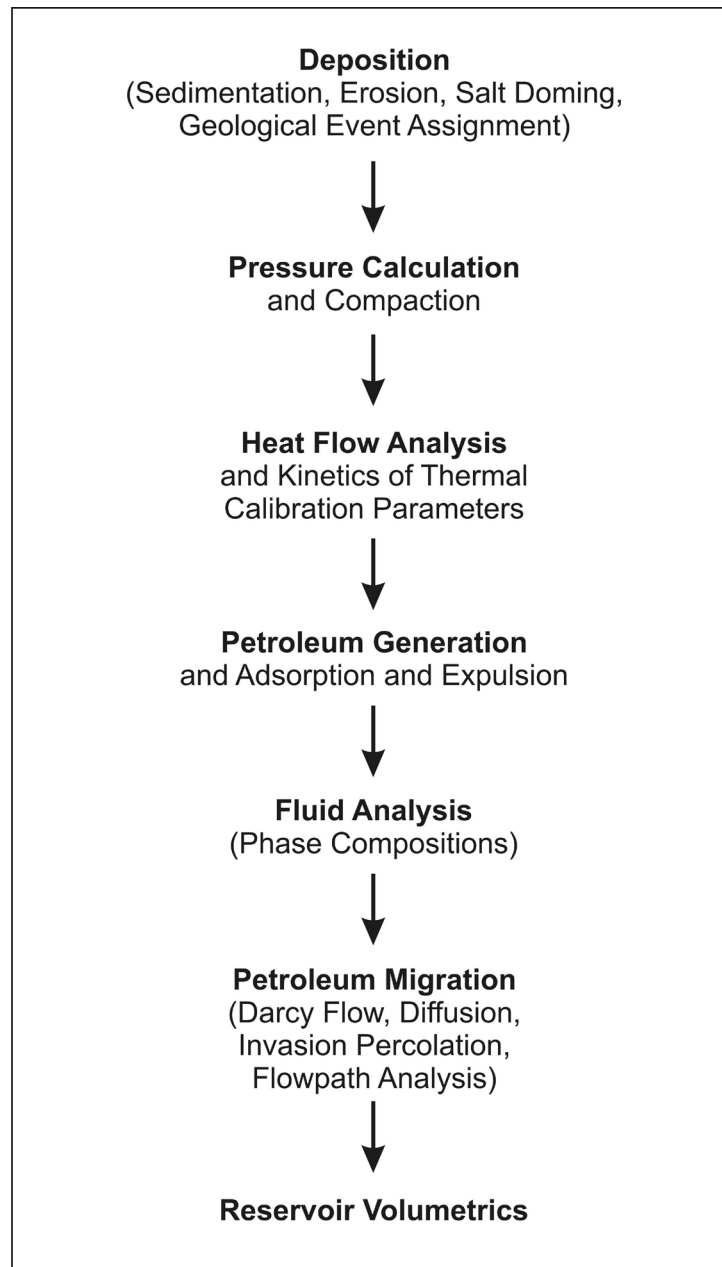 Deposition
(Sedimentation, Erosion, Salt Doming,
Geological Event Assignment)
Pressure Calculation
and Compaction
Heat Flow Analysis
and Kinetics of Thermal
Calibration Parameters
Petroleum Generation
and Adsorption and Expulsion
Fluid Analysis
(Phase Compositions)
Petroleum Migration
(Darcy Flow, Diffusion,
Invasion Percolation,
Flowpath Analysis)
Reservoir Volumetrics